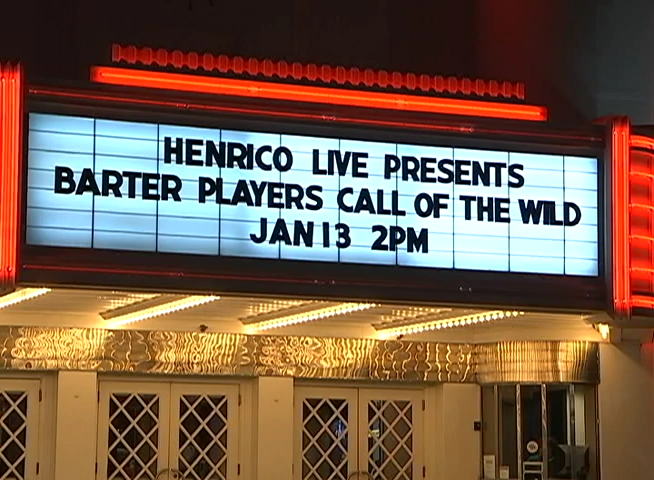 HENRICO LIVE PRESENTS
BARTER PLAYERS CALL OF THE WILD
JAN 13 2PM